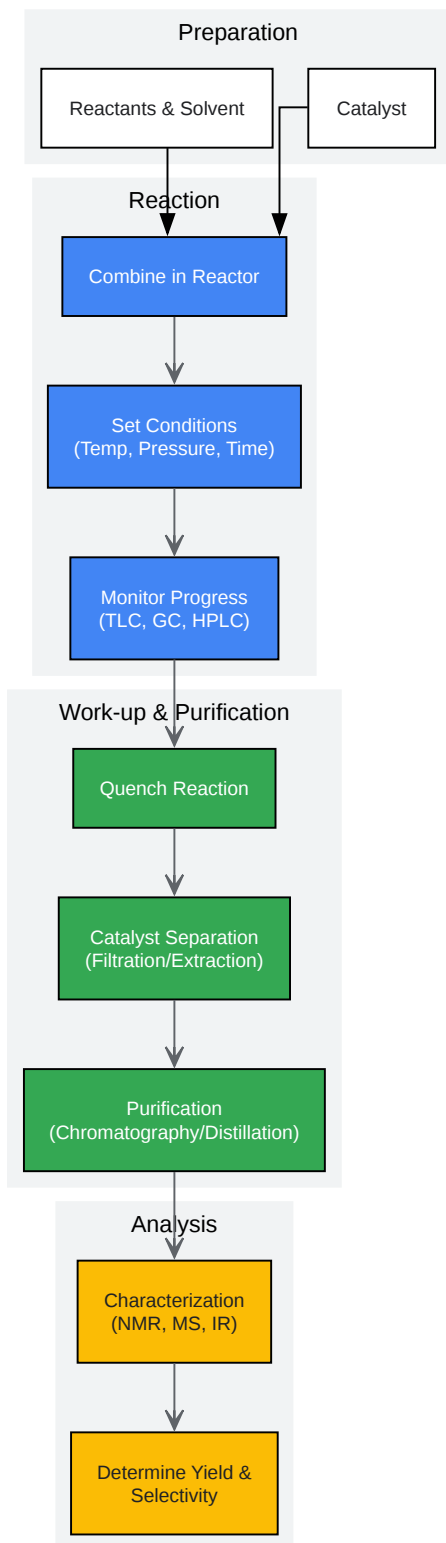 Preparation
Reactants & Solvent
Catalyst
Reaction
Combine in Reactor
Set Conditions
(Temp, Pressure, Time)
Monitor Progress
(TLC, GC, HPLC)
Work-up & Purification
Quench Reaction
Catalyst Separation
(Filtration/Extraction)
Purification
(Chromatography/Distillation)
Analysis
Characterization
(NMR, MS, IR)
Determine Yield &
Selectivity